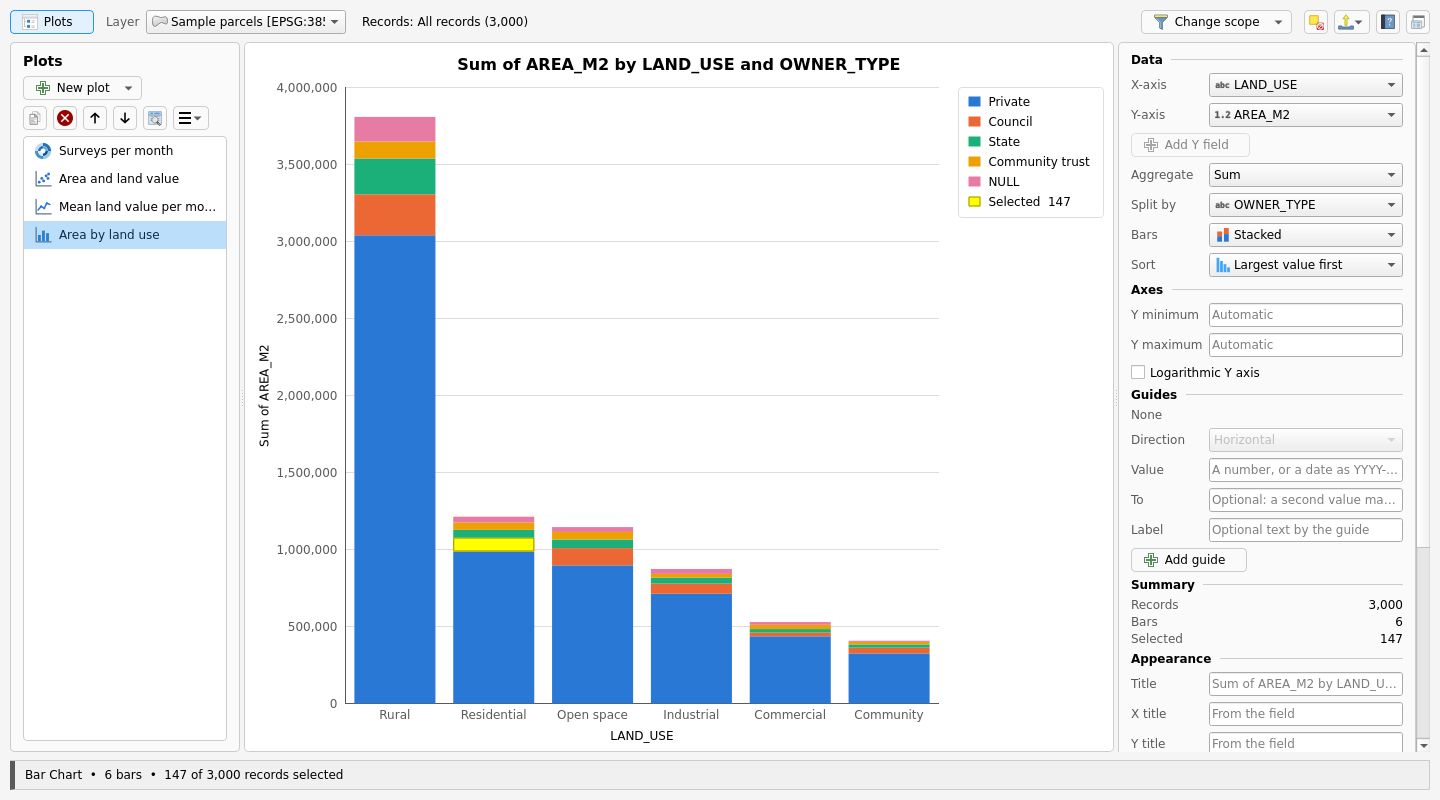 Plots
Layer
Sample parcels [EPSG:385
Records: All records (3,000)
Change scope
Plots
New plot
Surveys per month
Area and land value
Mean land value per mo...
Area by land use
Sum of AREA_M2 by LAND_USE and OWNER_TYPE
4,000,000
3,500,000
3,000,000
2,500,000
2,000,000
1,500,000
1,000,000
500,000
0
Sum of AREA_M2
Rural
Residential
Open space
Industrial
Commercial
Community
LAND_USE
Private
Council
State
Community trust
NULL
Selected 147
Data
X-axis
abc LAND_USE
Y-axis
1.2 AREA_M2
Add Y field
Aggregate
Sum
Split by
abc OWNER_TYPE
Bars
Stacked
Sort
Largest value first
Axes
Y minimum
Automatic
Y maximum
Automatic
Logarithmic Y axis
Guides
None
Direction
Horizontal
Value
A number, or a date as YYYY-...
To
Optional: a second value ma...
Label
Optional text by the guide
Add guide
Summary
Records 3,000
Bars 6
Selected 147
Appearance
Title
Sum of AREA_M2 by LAND_U...
X title
From the field
Y title
From the field
Bar Chart • 6 bars • 147 of 3,000 records selected